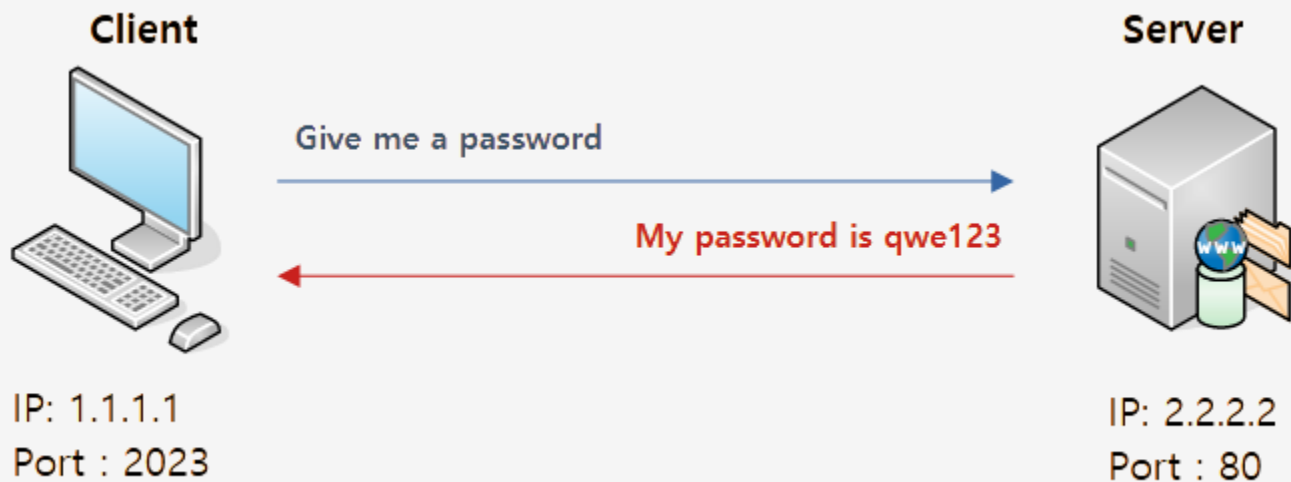 Client
Server
Give me a password
My password is qwe123
www
IP: 1.1.1.1
Port : 2023
IP: 2.2.2.2
Port : 80